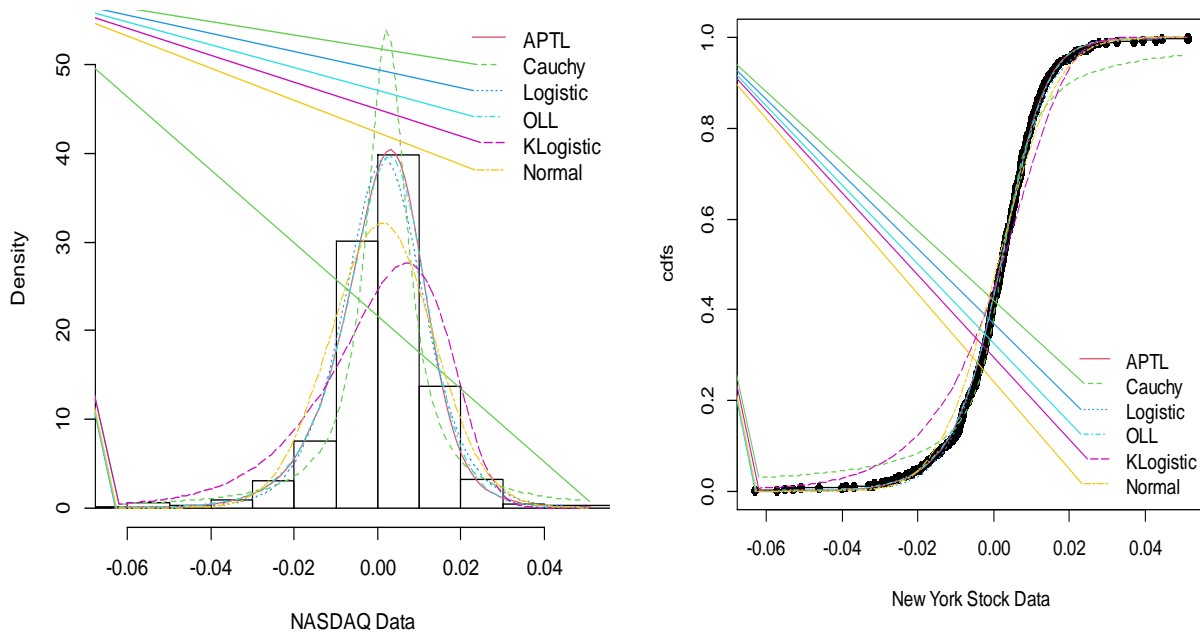 Density
0
10
20
30
40
50
-0.06
-0.04
-0.02
0.00
0.02
0.04
NASDAQ Data
APTL
Cauchy
Logistic
OLL
KLogistic
Normal
cdfs
0.0
0.2
0.4
0.6
0.8
1.0
-0.06
-0.04
-0.02
0.00
0.02
0.04
New York Stock Data
APTL
Cauchy
Logistic
OLL
KLogistic
Normal